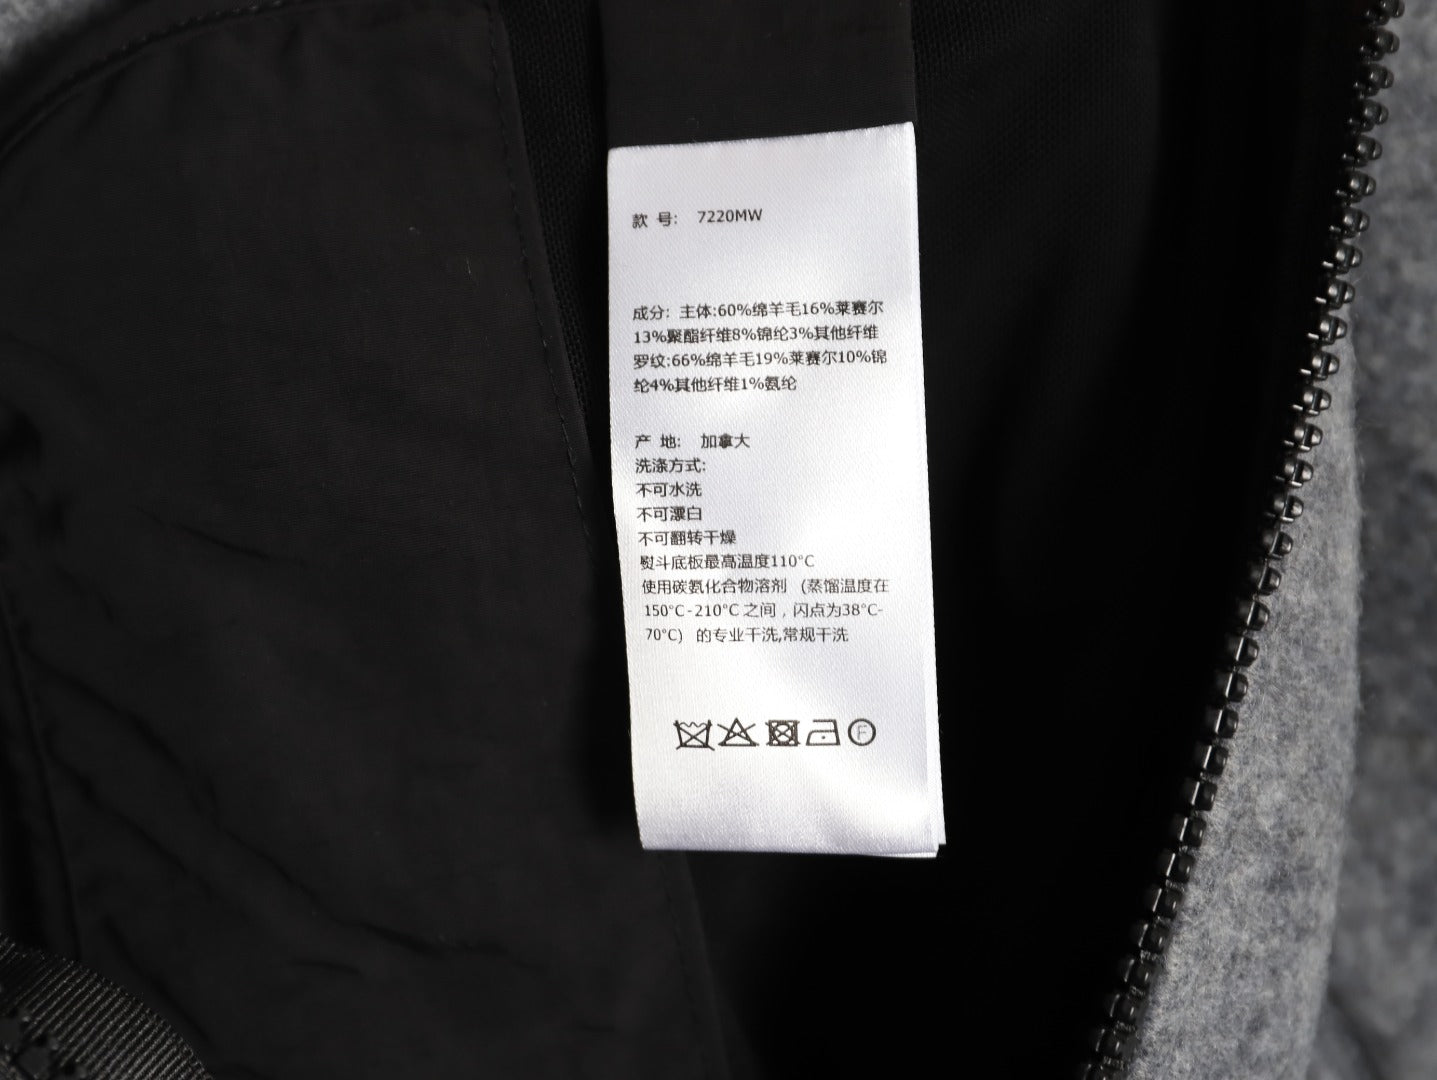 款 号: 7220MW
成分: 主体:60%绵羊毛16%莱赛尔
13%聚酯纤维8%锦纶3%其他纤维
罗纹:66%绵羊毛19%莱赛尔10%锦
纶4%其他纤维1%氨纶
产 地: 加拿大
洗涤方式:
不可水洗
不可漂白
不可翻转干燥
熨斗底板最高温度110°C
使用碳氢化合物溶剂 (蒸馏温度在
150°C-210°C 之间，闪点为38°C-
70°C) 的专业干洗,常规干洗
F